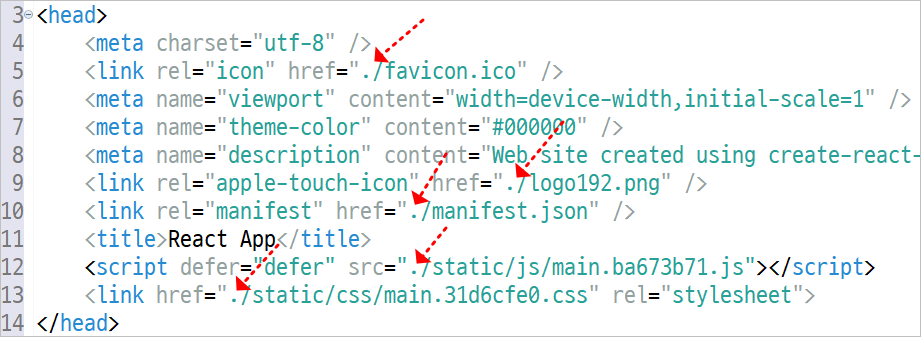 3 <head>
4 <meta charset="utf-8" />
5 <link rel="icon" href="./favicon.ico" />
6 <meta name="viewport" content="width=device-width,initial-scale=1" />
7 <meta name="theme-color" content="#000000" />
8 <meta name="description" content="Web site created using create-react-
9 <link rel="apple-touch-icon" href="./logo192.png" />
10 <link rel="manifest" href="./manifest.json" />
11 <title>React App</title>
12 <script defer="defer" src="./static/js/main.ba673b71.js"></script>
13 <link href="./static/css/main.31d6cfe0.css" rel="stylesheet">
14 </head>